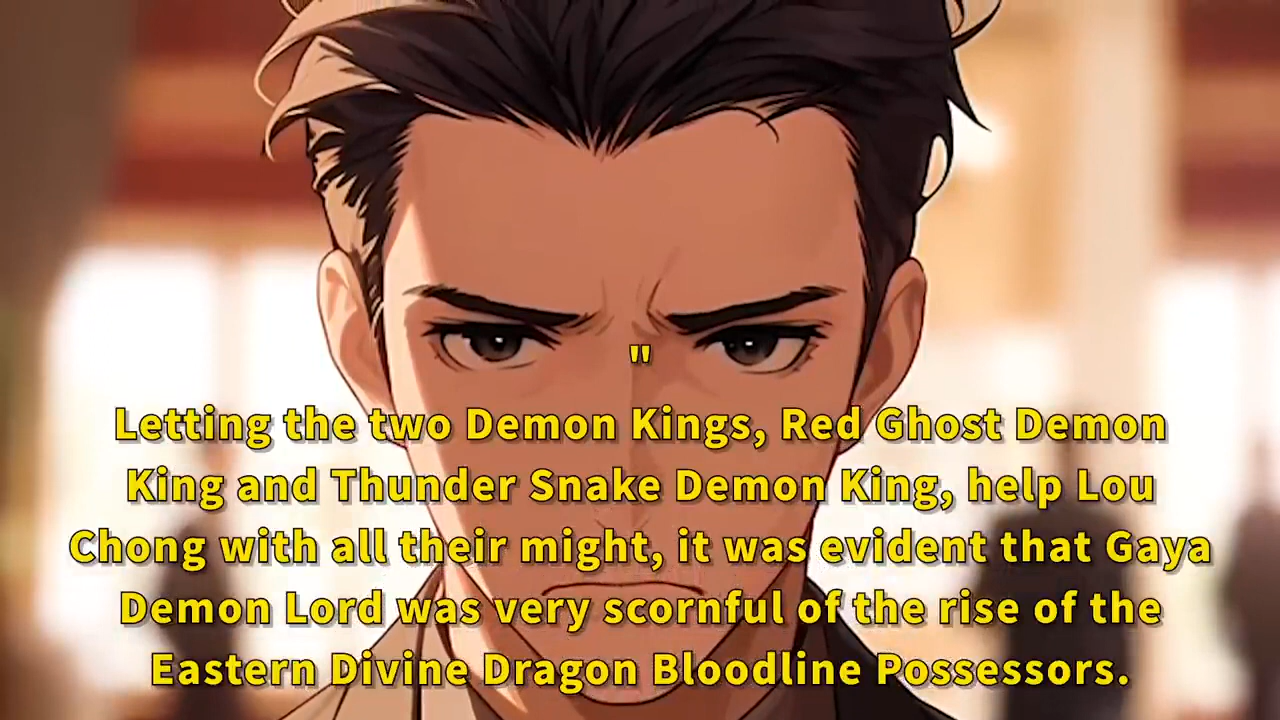 "
Letting the two Demon Kings, Red Ghost Demon
King and Thunder Snake Demon King, help Lou
Chong with all their might, it was evident that Gaya
Demon Lord was very scornful of the rise of the
Eastern Divine Dragon Bloodline Possessors.